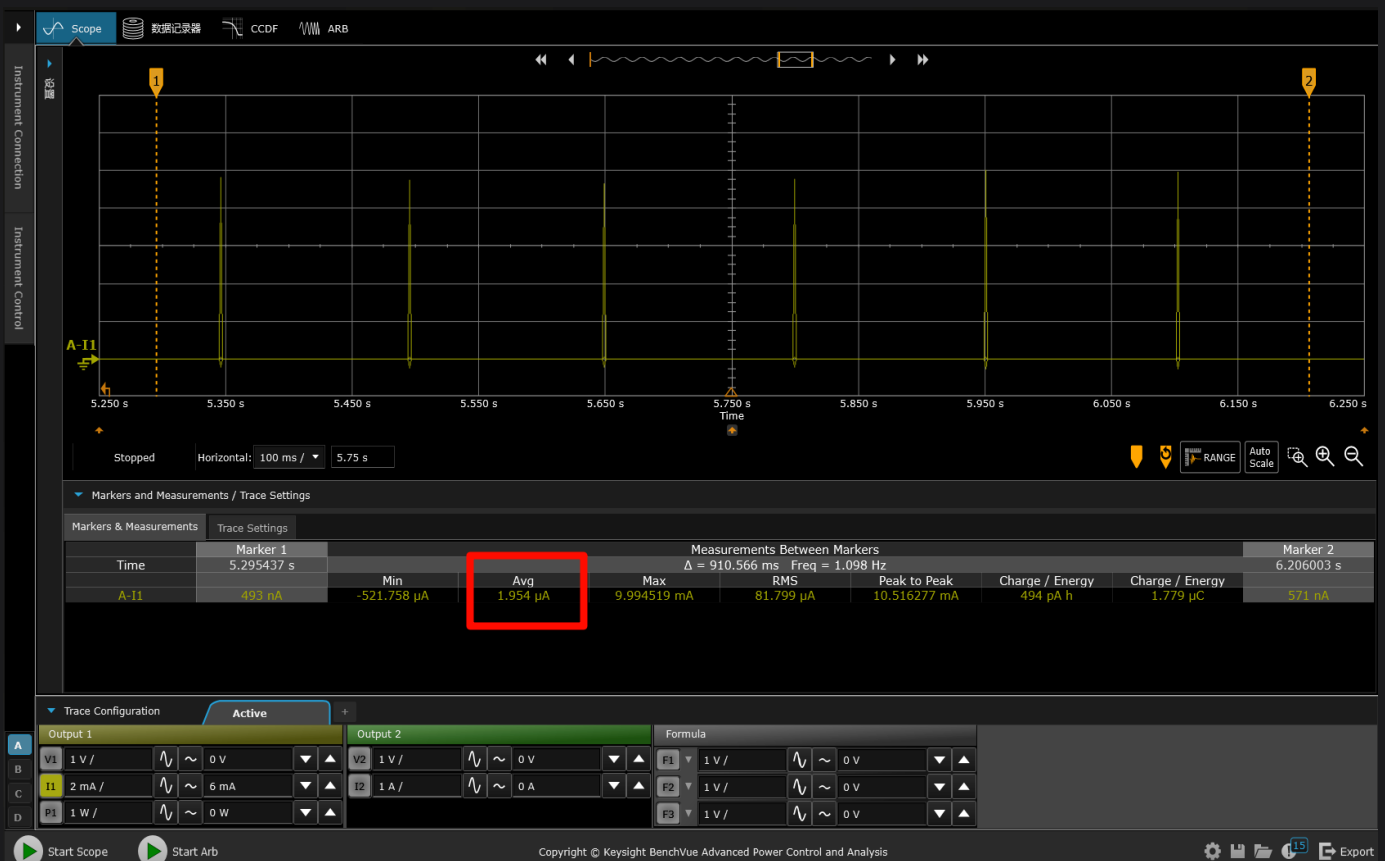 Scope 数据记录器 CCDF ARB
Instrument Connection
Instrument Control
设置
1 2
A-I1
5.250 s 5.350 s 5.450 s 5.550 s 5.650 s 5.750 s 5.850 s 5.950 s 6.050 s 6.150 s 6.250 s
Time
Stopped Horizontal: 100 ms / 5.75 s RANGE Auto Scale
Markers and Measurements / Trace Settings
Markers & Measurements Trace Settings
Marker 1 Measurements Between Markers Marker 2
Time 5.295437 s Δ = 910.566 ms Freq = 1.098 Hz 6.206003 s
Min Avg Max RMS Peak to Peak Charge / Energy Charge / Energy
A-I1 493 nA -521.758 µA 1.954 µA 9.994519 mA 81.799 µA 10.516277 mA 494 pA h 1.779 µC 571 nA
Trace Configuration Active +
Output 1 Output 2 Formula
A
B
C
D
V1 1 V / 0 V V2 1 V / 0 V F1 1 V / 0 V
I1 2 mA / 6 mA I2 1 A / 0 A F2 1 V / 0 V
P1 1 W / 0 W F3 1 V / 0 V
Start Scope Start Arb Copyright © Keysight BenchVue Advanced Power Control and Analysis 15 Export